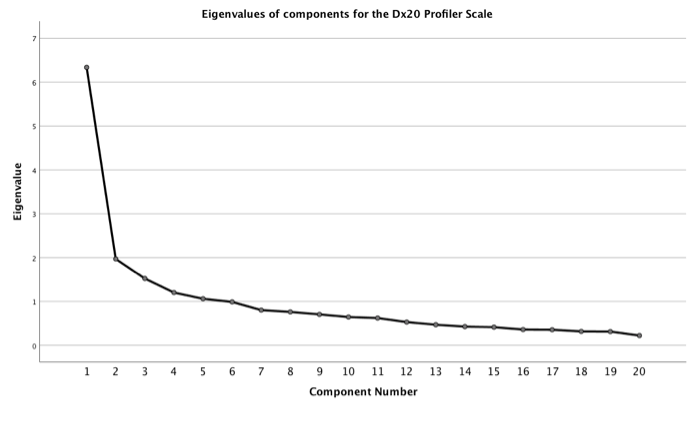 Eigenvalues of components for the Dx20 Profiler Scale
7
6
5
4
3
2
1
0
Eigenvalue
1 2 3 4 5 6 7 8 9 10 11 12 13 14 15 16 17 18 19 20
Component Number